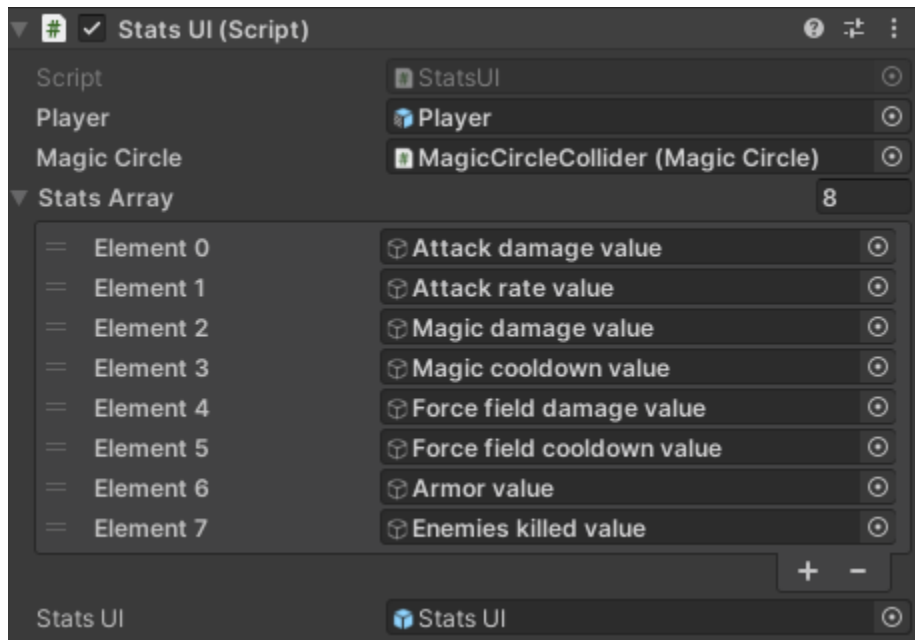 Stats UI (Script)
Script StatsUI
Player Player
Magic Circle MagicCircleCollider (Magic Circle)
Stats Array 8
Element 0 Attack damage value
Element 1 Attack rate value
Element 2 Magic damage value
Element 3 Magic cooldown value
Element 4 Force field damage value
Element 5 Force field cooldown value
Element 6 Armor value
Element 7 Enemies killed value
+ −
Stats UI Stats UI